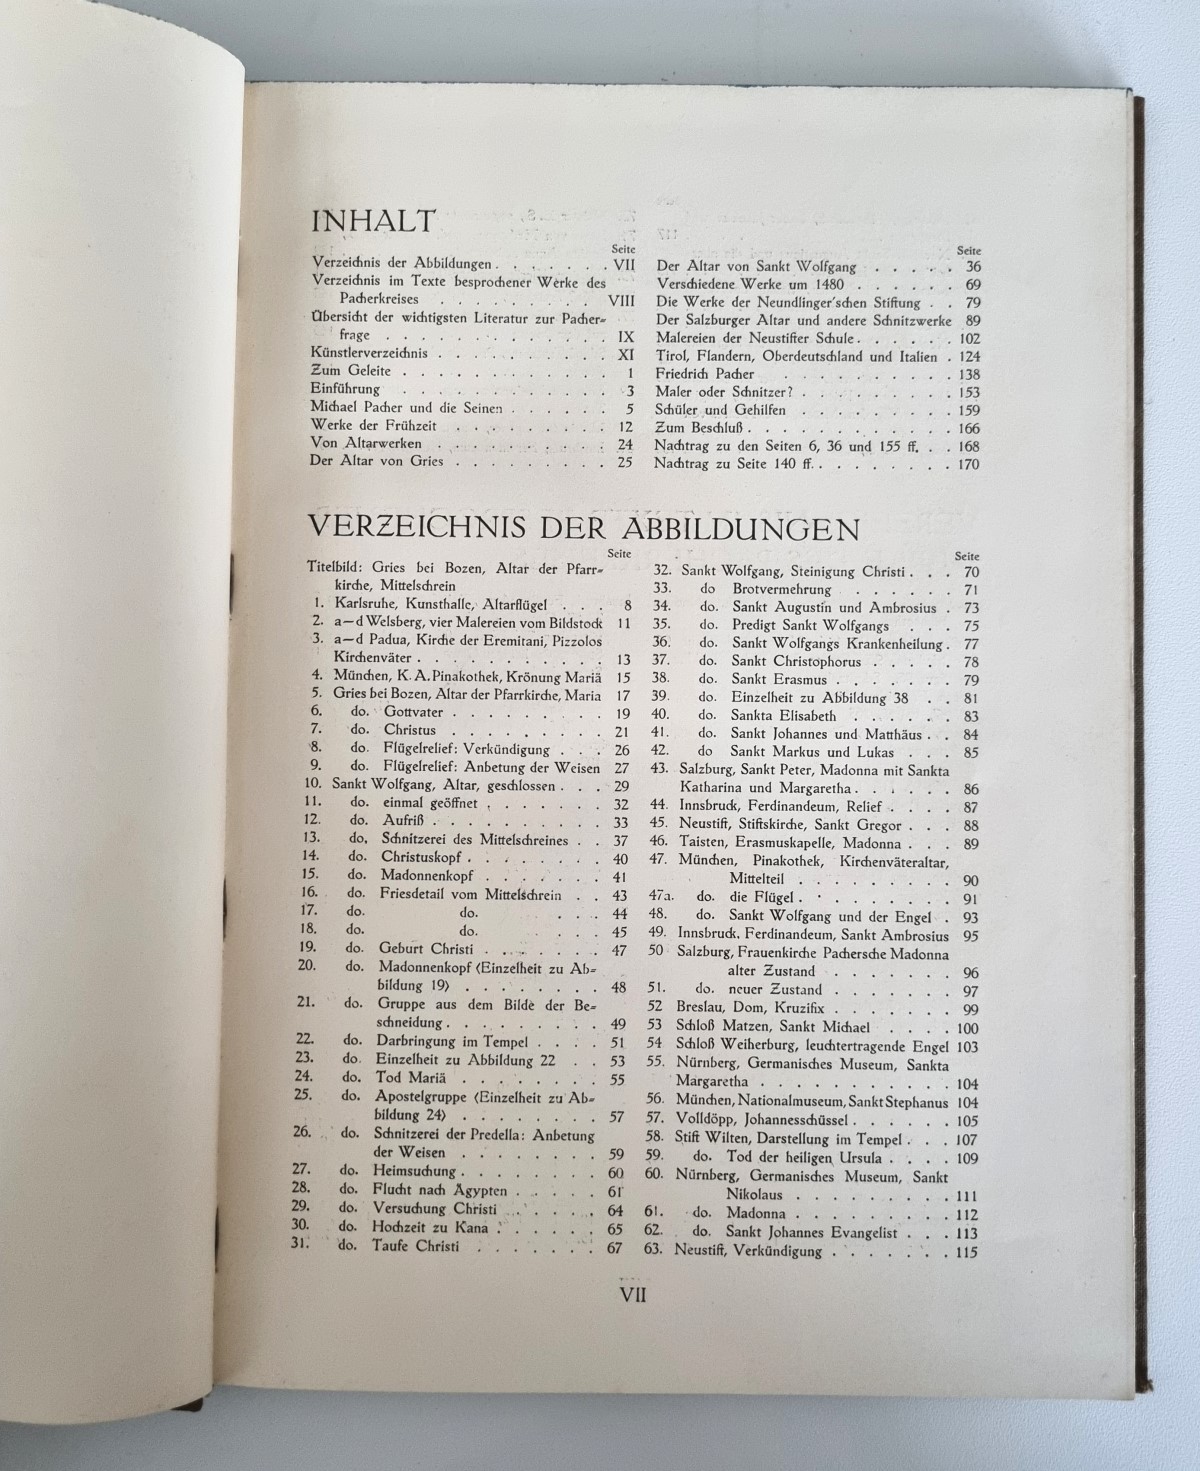 INHALT
Seite
Verzeichnis der Abbildungen . . . . . . . VII
Verzeichnis im Texte besprochener Werke des
Pacherkreises . . . . . . . . . VIII
Übersicht der wichtigsten Literatur zur Pacher-
frage . . . . . . . . . . . . . IX
Künstlerverzeichnis . . . . . . . . . . XI
Zum Geleite . . . . . . . . . . . . 1
Einführung . . . . . . . . . . . . 3
Michael Pacher und die Seinen . . . . . . 5
Werke der Frühzeit . . . . . . . . . 12
Von Altarwerken . . . . . . . . . . 24
Der Altar von Gries . . . . . . . . . 25
Seite
Der Altar von Sankt Wolfgang . . . . . 36
Verschiedene Werke um 1480 . . . . . . 69
Die Werke der Neundlinger'schen Stiftung . . 79
Der Salzburger Altar und andere Schnitzwerke 89
Malereien der Neustifter Schule . . . . . . 102
Tirol, Flandern, Oberdeutschland und Italien . 124
Friedrich Pacher . . . . . . . . . . 138
Maler oder Schnitzer? . . . . . . . . . 153
Schüler und Gehilfen . . . . . . . . . 159
Zum Beschluß . . . . . . . . . . . . 166
Nachtrag zu den Seiten 6, 36 und 155 ff. . . 168
Nachtrag zu Seite 140 ff. . . . . . . . . 170
VERZEICHNIS DER ABBILDUNGEN
Seite
Titelbild: Gries bei Bozen, Altar der Pfarr-
kirche, Mittelschrein
1. Karlsruhe, Kunsthalle, Altarflügel . . . 8
2. a—d Welsberg, vier Malereien vom Bildstock 11
3. a—d Padua, Kirche der Eremitani, Pizzolos
Kirchenväter . . . . . . . . . . . 13
4. München, K. A. Pinakothek, Krönung Mariä 15
5. Gries bei Bozen, Altar der Pfarrkirche, Maria 17
6. do. Gottvater . . . . . . . . . 19
7. do. Christus . . . . . . . . . 21
8. do. Flügelrelief: Verkündigung . . . 26
9. do. Flügelrelief: Anbetung der Weisen 27
10. Sankt Wolfgang, Altar, geschlossen . . . 29
11. do. einmal geöffnet . . . . . . . 32
12. do. Aufriß . . . . . . . . . . 33
13. do. Schnitzerei des Mittelschreines . . 37
14. do. Christuskopf . . . . . . . . 40
15. do. Madonnenkopf . . . . . . . 41
16. do. Friesdetail vom Mittelschrein . . 43
17. do. do. . . . 44
18. do. do. . . . . 45
19. do. Geburt Christi . . . . . . . 47
20. do. Madonnenkopf (Einzelheit zu Ab-
bildung 19) . . . . . . . . 48
21. do. Gruppe aus dem Bilde der Be-
schneidung . . . . . . . . . 49
22. do. Darbringung im Tempel . . . . 51
23. do. Einzelheit zu Abbildung 22 . . 53
24. do. Tod Mariä . . . . . . . . 55
25. do. Apostelgruppe (Einzelheit zu Ab-
bildung 24) . . . . . . . . 57
26. do. Schnitzerei der Predella: Anbetung
der Weisen . . . . . . . . 59
27. do. Heimsuchung . . . . . . . . 60
28. do. Flucht nach Ägypten . . . . . 61
29. do. Versuchung Christi . . . . . 64
30. do. Hochzeit zu Kana . . . . . . 65
31. do. Taufe Christi . . . . . . . 67
Seite
32. Sankt Wolfgang, Steinigung Christi . . . 70
33. do Brotvermehrung . . . . . . 71
34. do. Sankt Augustin und Ambrosius . 73
35. do. Predigt Sankt Wolfgangs . . . 75
36. do. Sankt Wolfgangs Krankenheilung . 77
37. do. Sankt Christophorus . . . . . 78
38. do. Sankt Erasmus . . . . . . . 79
39. do. Einzelheit zu Abbildung 38 . . 81
40. do. Sankta Elisabeth . . . . . . 83
41. do. Sankt Johannes und Matthäus . . 84
42. do Sankt Markus und Lukas . . . 85
43. Salzburg, Sankt Peter, Madonna mit Sankta
Katharina und Margaretha . . . . . 86
44. Innsbruck, Ferdinandeum, Relief . . . . 87
45. Neustift, Stiftskirche, Sankt Gregor . . . 88
46. Taisten, Erasmuskapelle, Madonna . . . 89
47. München, Pinakothek, Kirchenväteraltar,
Mittelteil . . . . . . . . . 90
47a. do. die Flügel . . . . . . . . . 91
48. do. Sankt Wolfgang und der Engel . 93
49. Innsbruck, Ferdinandeum, Sankt Ambrosius 95
50 Salzburg, Frauenkirche Pachersche Madonna
alter Zustand . . . . . . . 96
51. do. neuer Zustand . . . . . . . 97
52 Breslau, Dom, Kruzifix . . . . . . . 99
53 Schloß Matzen, Sankt Michael . . . . 100
54 Schloß Weiherburg, leuchtertragende Engel 103
55. Nürnberg, Germanisches Museum, Sankta
Margaretha . . . . . . . . . . . 104
56. München, Nationalmuseum, Sankt Stephanus 104
57. Volldöpp, Johannesschüssel . . . . . . 105
58. Stift Wilten, Darstellung im Tempel . . . 107
59. do. Tod der heiligen Ursula . . . . 109
60. Nürnberg, Germanisches Museum, Sankt
Nikolaus . . . . . . . . . 111
61. do. Madonna . . . . . . . . . 112
62. do. Sankt Johannes Evangelist . . . 113
63. Neustift, Verkündigung . . . . . . . 115
VII